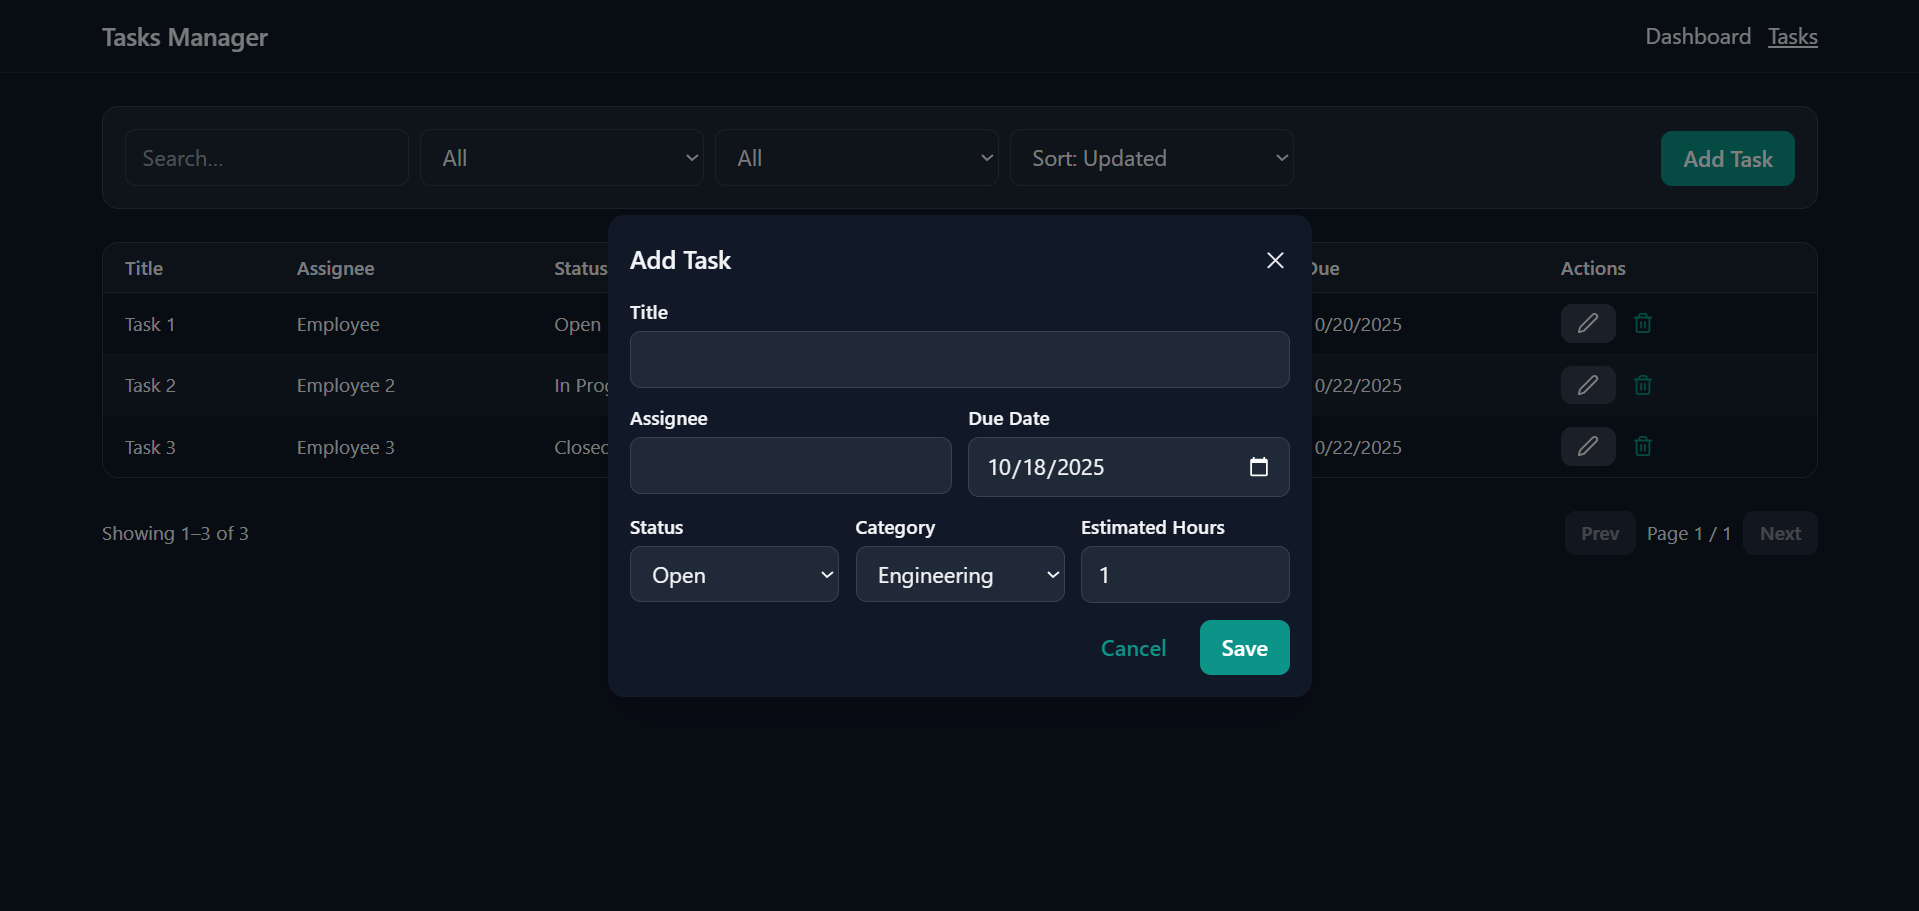 Tasks Manager
Dashboard Tasks
Search... All All Sort: Updated Add Task
Add Task
Title Assignee Status Actions
Title
Task 1 Employee Open 0/20/2025
Task 2 Employee 2 In 0/22/2025
Assignee Due Date
Task 3 Employee 3 0/22/2025
10/18/2025
Showing 1–3 of 3 Prev Page 1 / 1 Next
Status Category Estimated Hours
Open Engineering 1
Cancel Save